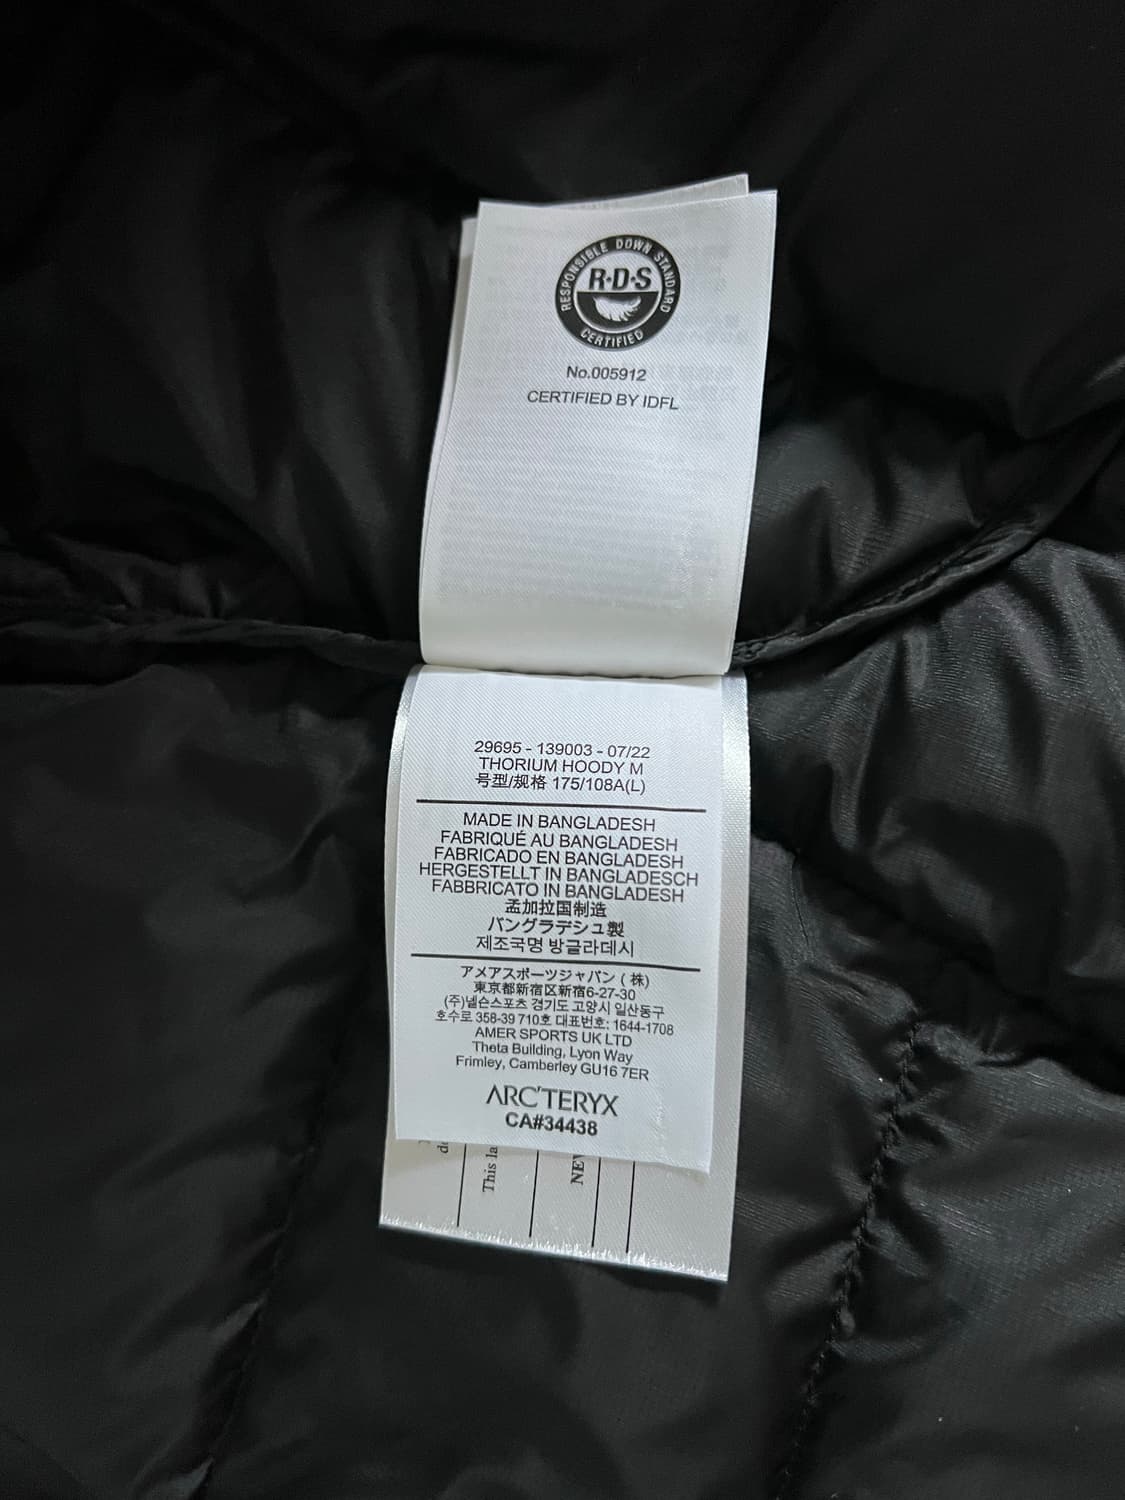 RESPONSIBLE DOWN STANDARD
R·D·S
CERTIFIED
No.005912
CERTIFIED BY IDFL
29695 - 139003 - 07/22
THORIUM HOODY M
号型/规格 175/108A(L)
MADE IN BANGLADESH
FABRIQUÉ AU BANGLADESH
FABRICADO EN BANGLADESH
HERGESTELLT IN BANGLADESCH
FABBRICATO IN BANGLADESH
孟加拉国制造
バングラデシュ製
제조국명 방글라데시
アメアスポーツジャパン (株)
東京都新宿区新宿6-27-30
(주)넬슨스포츠 경기도 고양시 일산동구
호수로 358-39 710호 대표번호: 1644-1708
AMER SPORTS UK LTD
Theta Building, Lyon Way
Frimley, Camberley GU16 7ER
ARC'TERYX
CA#34438
This